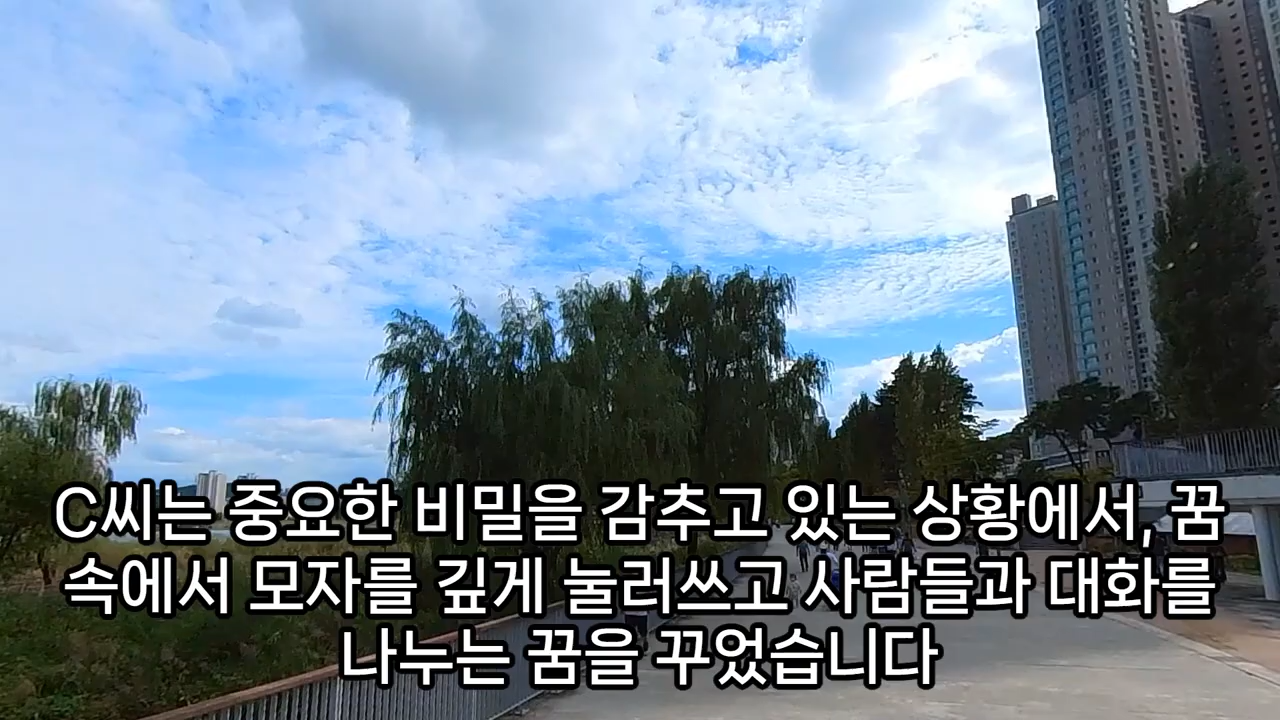 C씨는 중요한 비밀을 감추고 있는 상황에서, 꿈
속에서 모자를 깊게 눌러쓰고 사람들과 대화를
나누는 꿈을 꾸었습니다